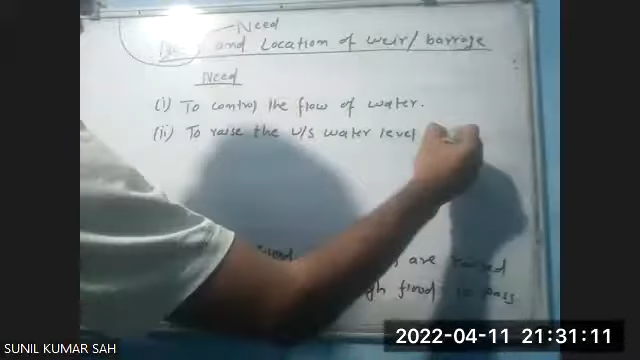 Need
and Location of weir/barrage
Need
(i) To control the flow of water.
(ii) To raise the U/S water level
are raised
flood to pass
SUNIL KUMAR SAH
2022-04-11 21:31:11